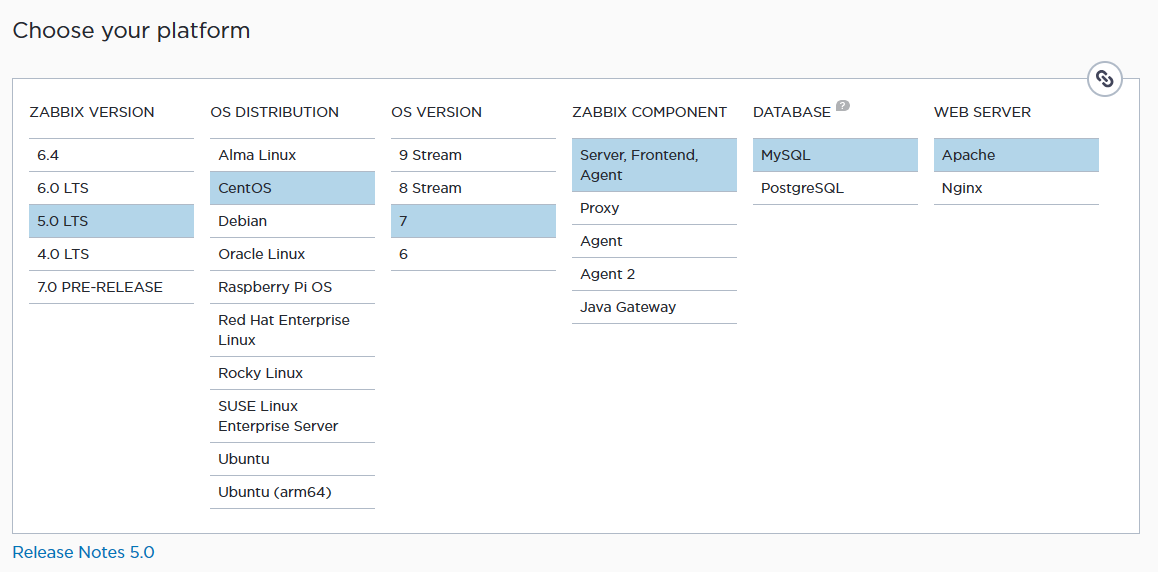 Choose your platform
ZABBIX VERSION
6.4
6.0 LTS
5.0 LTS
4.0 LTS
7.0 PRE-RELEASE
OS DISTRIBUTION
Alma Linux
CentOS
Debian
Oracle Linux
Raspberry Pi OS
Red Hat Enterprise
Linux
Rocky Linux
SUSE Linux
Enterprise Server
Ubuntu
Ubuntu (arm64)
OS VERSION
9 Stream
8 Stream
7
6
ZABBIX COMPONENT
Server, Frontend,
Agent
Proxy
Agent
Agent 2
Java Gateway
DATABASE ?
MySQL
PostgreSQL
WEB SERVER
Apache
Nginx
Release Notes 5.0